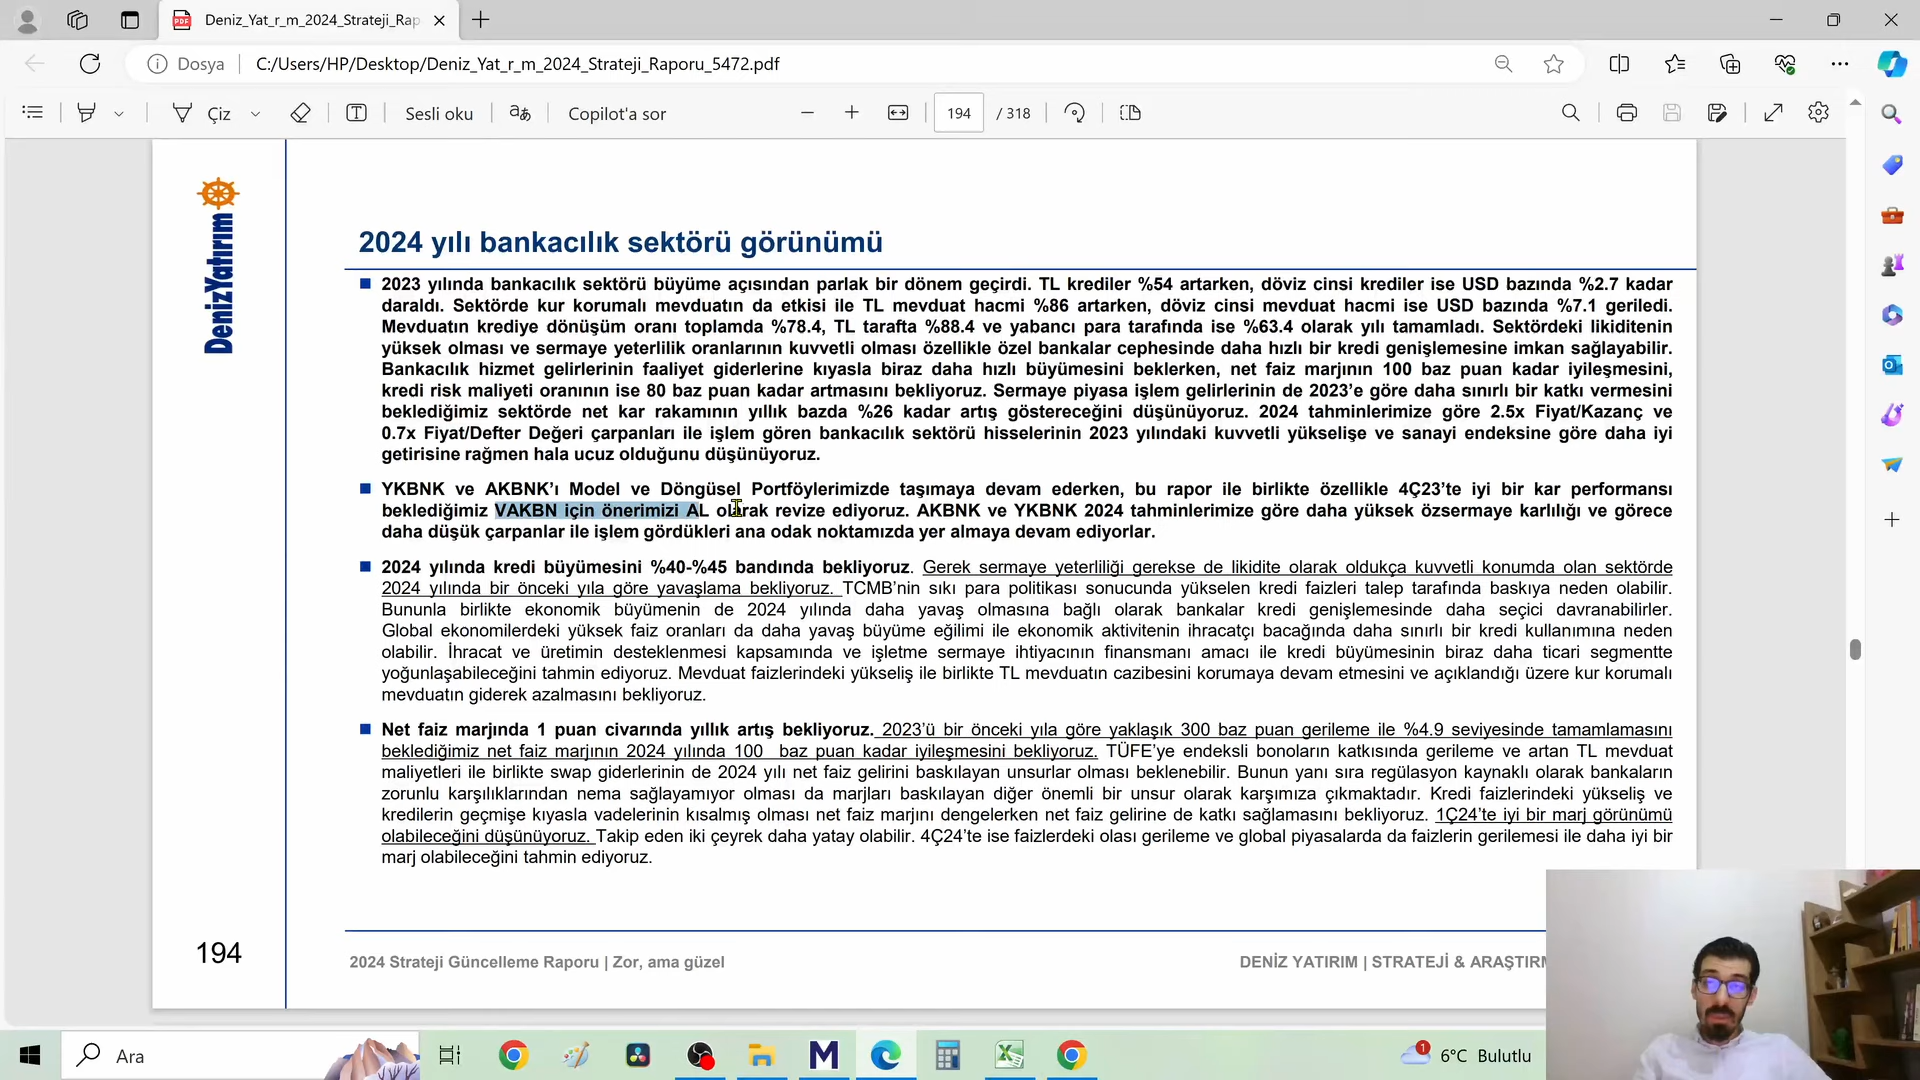 Deniz_Yat_r_m_2024_Strateji_Rap
Dosya
C:/Users/HP/Desktop/Deniz_Yat_r_m_2024_Strateji_Raporu_5472.pdf
Çiz
Sesli oku
Copilot'a sor
194
/ 318
DenizYatırım
2024 yılı bankacılık sektörü görünümü
2023 yılında bankacılık sektörü büyüme açısından parlak bir dönem geçirdi. TL krediler %54 artarken, döviz cinsi krediler ise USD bazında %2.7 kadar
daraldı. Sektörde kur korumalı mevduatın da etkisi ile TL mevduat hacmi %86 artarken, döviz cinsi mevduat hacmi ise USD bazında %7.1 geriledi.
Mevduatın krediye dönüşüm oranı toplamda %78.4, TL tarafta %88.4 ve yabancı para tarafında ise %63.4 olarak yılı tamamladı. Sektördeki likiditenin
yüksek olması ve sermaye yeterlilik oranlarının kuvvetli olması özellikle özel bankalar cephesinde daha hızlı bir kredi genişlemesine imkan sağlayabilir.
Bankacılık hizmet gelirlerinin faaliyet giderlerine kıyasla biraz daha hızlı büyümesini beklerken, net faiz marjının 100 baz puan kadar iyileşmesini,
kredi risk maliyeti oranının ise 80 baz puan kadar artmasını bekliyoruz. Sermaye piyasa işlem gelirlerinin de 2023'e göre daha sınırlı bir katkı vermesini
beklediğimiz sektörde net kar rakamının yıllık bazda %26 kadar artış göstereceğini düşünüyoruz. 2024 tahminlerimize göre 2.5x Fiyat/Kazanç ve
0.7x Fiyat/Defter Değeri çarpanları ile işlem gören bankacılık sektörü hisselerinin 2023 yılındaki kuvvetli yükselişe ve sanayi endeksine göre daha iyi
getirisine rağmen hala ucuz olduğunu düşünüyoruz.
YKBNK ve AKBNK'ı Model ve Döngüsel Portföylerimizde taşımaya devam ederken, bu rapor ile birlikte özellikle 4Ç23'te iyi bir kar performansı
beklediğimiz VAKBN için önerimizi AL olarak revize ediyoruz. AKBNK ve YKBNK 2024 tahminlerimize göre daha yüksek özsermaye karlılığı ve görece
daha düşük çarpanlar ile işlem gördükleri ana odak noktamızda yer almaya devam ediyorlar.
2024 yılında kredi büyümesini %40-%45 bandında bekliyoruz. Gerek sermaye yeterliliği gerekse de likidite olarak oldukça kuvvetli konumda olan sektörde
2024 yılında bir önceki yıla göre yavaşlama bekliyoruz. TCMB'nin sıkı para politikası sonucunda yükselen kredi faizleri talep tarafında baskıya neden olabilir.
Bununla birlikte ekonomik büyümenin de 2024 yılında daha yavaş olmasına bağlı olarak bankalar kredi genişlemesinde daha seçici davranabilirler.
Global ekonomilerdeki yüksek faiz oranları da daha yavaş büyüme eğilimi ile ekonomik aktivitenin ihracatçı bacağında daha sınırlı bir kredi kullanımına neden
olabilir. İhracat ve üretimin desteklenmesi kapsamında ve işletme sermaye ihtiyacının finansmanı amacı ile kredi büyümesinin biraz daha ticari segmentte
yoğunlaşabileceğini tahmin ediyoruz. Mevduat faizlerindeki yükseliş ile birlikte TL mevduatın cazibesini korumaya devam etmesini ve açıklandığı üzere kur korumalı
mevduatın giderek azalmasını bekliyoruz.
Net faiz marjında 1 puan civarında yıllık artış bekliyoruz. 2023'ü bir önceki yıla göre yaklaşık 300 baz puan gerileme ile %4.9 seviyesinde tamamlamasını
beklediğimiz net faiz marjının 2024 yılında 100 baz puan kadar iyileşmesini bekliyoruz. TÜFE'ye endeksli bonoların katkısında gerileme ve artan TL mevduat
maliyetleri ile birlikte swap giderlerinin de 2024 yılı net faiz gelirini baskılayan unsurlar olması beklenebilir. Bunun yanı sıra regülasyon kaynaklı olarak bankaların
zorunlu karşılıklarından nema sağlayamıyor olması da marjları baskılayan diğer önemli bir unsur olarak karşımıza çıkmaktadır. Kredi faizlerindeki yükseliş ve
kredilerin geçmişe kıyasla vadelerinin kısalmış olması net faiz marjını dengelerken net faiz gelirine de katkı sağlamasını bekliyoruz. 1Ç24'te iyi bir marj görünümü
olabileceğini düşünüyoruz. Takip eden iki çeyrek daha yatay olabilir. 4Ç24'te ise faizlerdeki olası gerileme ve global piyasalarda da faizlerin gerilemesi ile daha iyi bir
marj olabileceğini tahmin ediyoruz.
194
2024 Strateji Güncelleme Raporu | Zor, ama güzel
DENİZ YATIRIM | STRATEJİ & ARAŞTIRM
Ara
1
6°C Bulutlu